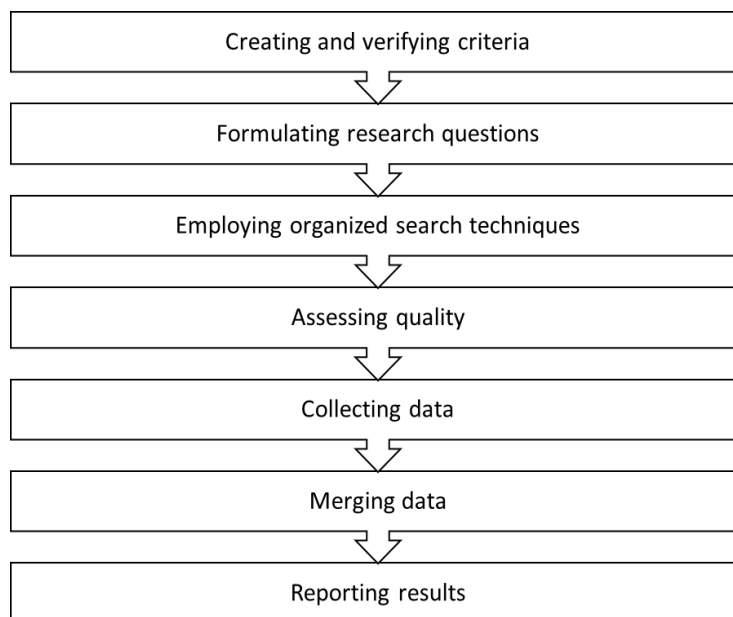 Creating and verifying criteria
Formulating research questions
Employing organized search techniques
Assessing quality
Collecting data
Merging data
Reporting results